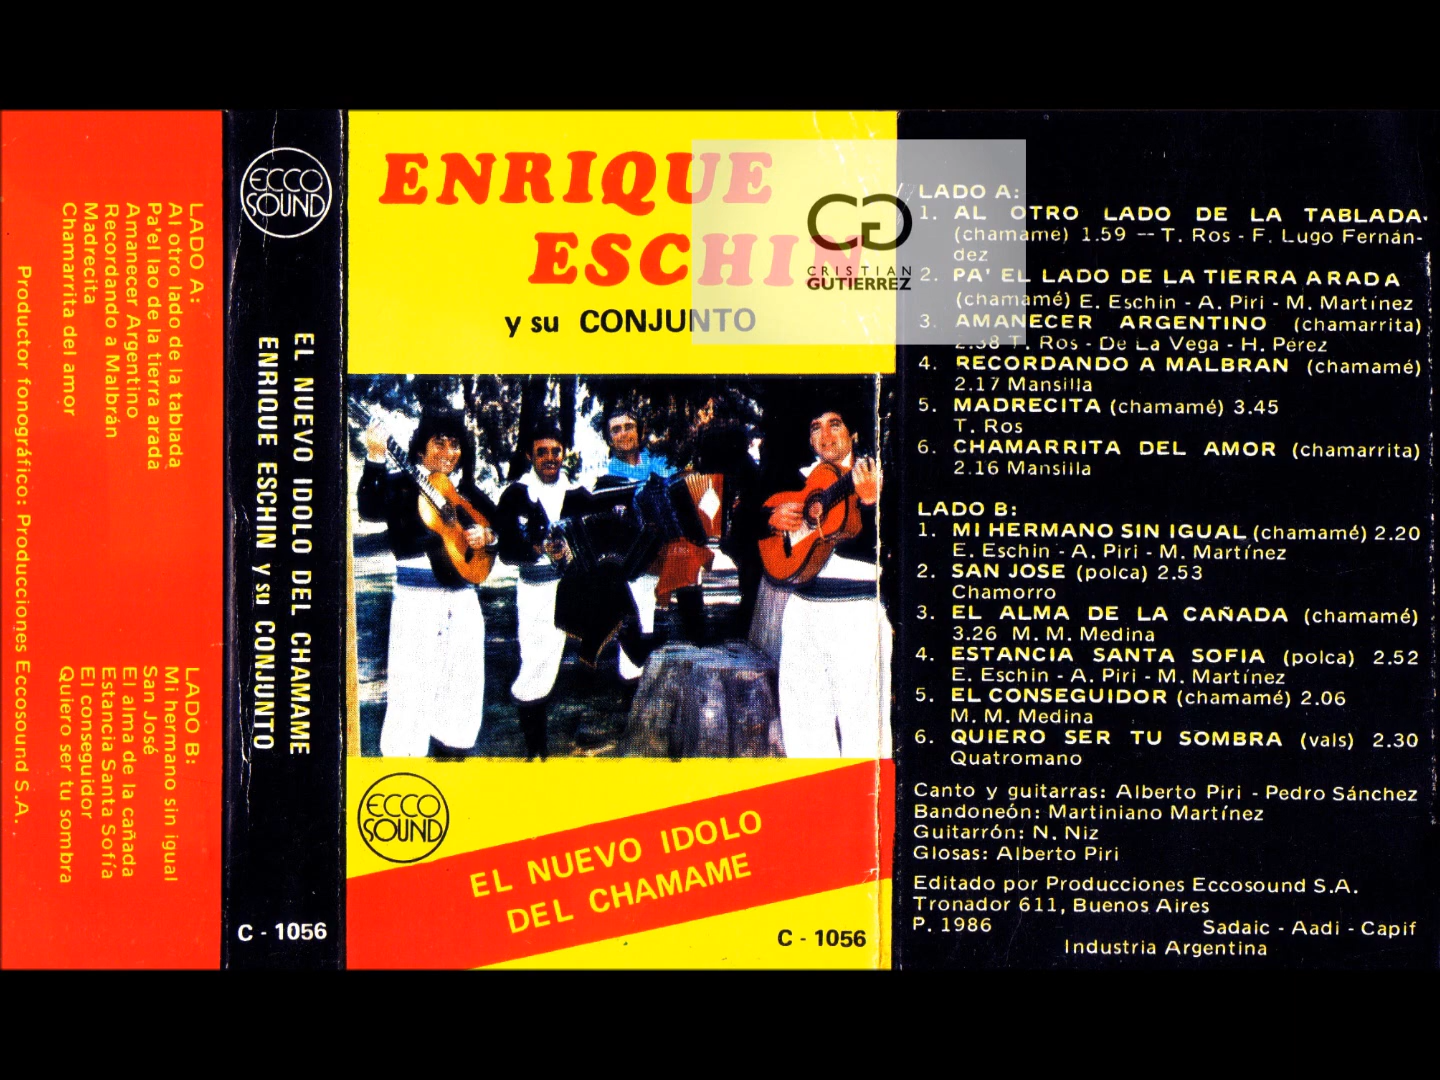 LADO A:
Al otro lado de la tablada
Pa'el lao de la tierra arada
Amanecer Argentino
Recordando a Malbrán
Madrecita
Chamarrita del amor
LADO B:
Mi hermano sin igual
San José
El alma de la cañada
Estancia Santa Sofía
El conseguidor
Quiero ser tu sombra
Productor fonográfico: Producciones Eccosound S.A.
ECCO
SOUND
EL NUEVO IDOLO DEL CHAMAME
ENRIQUE ESCHIN y su CONJUNTO
C - 1056
ENRIQUE
ESCHIN
y su CONJUNTO
CG
CRISTIAN
GUTIERREZ
ECCO
SOUND
EL NUEVO IDOLO
DEL CHAMAME
C - 1056
LADO A:
1. AL OTRO LADO DE LA TABLADA.
(chamamé) 1.59 -- T. Ros - F. Lugo Fernán-
dez
2. PA' EL LADO DE LA TIERRA ARADA
(chamamé) E. Eschin - A. Piri - M. Martínez
3. AMANECER ARGENTINO (chamarrita)
2.38 T. Ros - De La Vega - H. Pérez
4. RECORDANDO A MALBRAN (chamamé)
2.17 Mansilla
5. MADRECITA (chamamé) 3.45
T. Ros
6. CHAMARRITA DEL AMOR (chamarrita)
2.16 Mansilla
LADO B:
1. MI HERMANO SIN IGUAL (chamamé) 2.20
E. Eschin - A. Piri - M. Martínez
2. SAN JOSE (polca) 2.53
Chamorro
3. EL ALMA DE LA CAÑADA (chamamé)
3.26 M. M. Medina
4. ESTANCIA SANTA SOFIA (polca) 2.52
E. Eschin - A. Piri - M. Martínez
5. EL CONSEGUIDOR (chamamé) 2.06
M. M. Medina
6. QUIERO SER TU SOMBRA (vals) 2.30
Quatromano
Canto y guitarras: Alberto Piri - Pedro Sánchez
Bandoneón: Martiniano Martínez
Guitarrón: N. Niz
Glosas: Alberto Piri
Editado por Producciones Eccosound S.A.
Tronador 611, Buenos Aires
P. 1986 Sadaic - Aadi - Capif
Industria Argentina